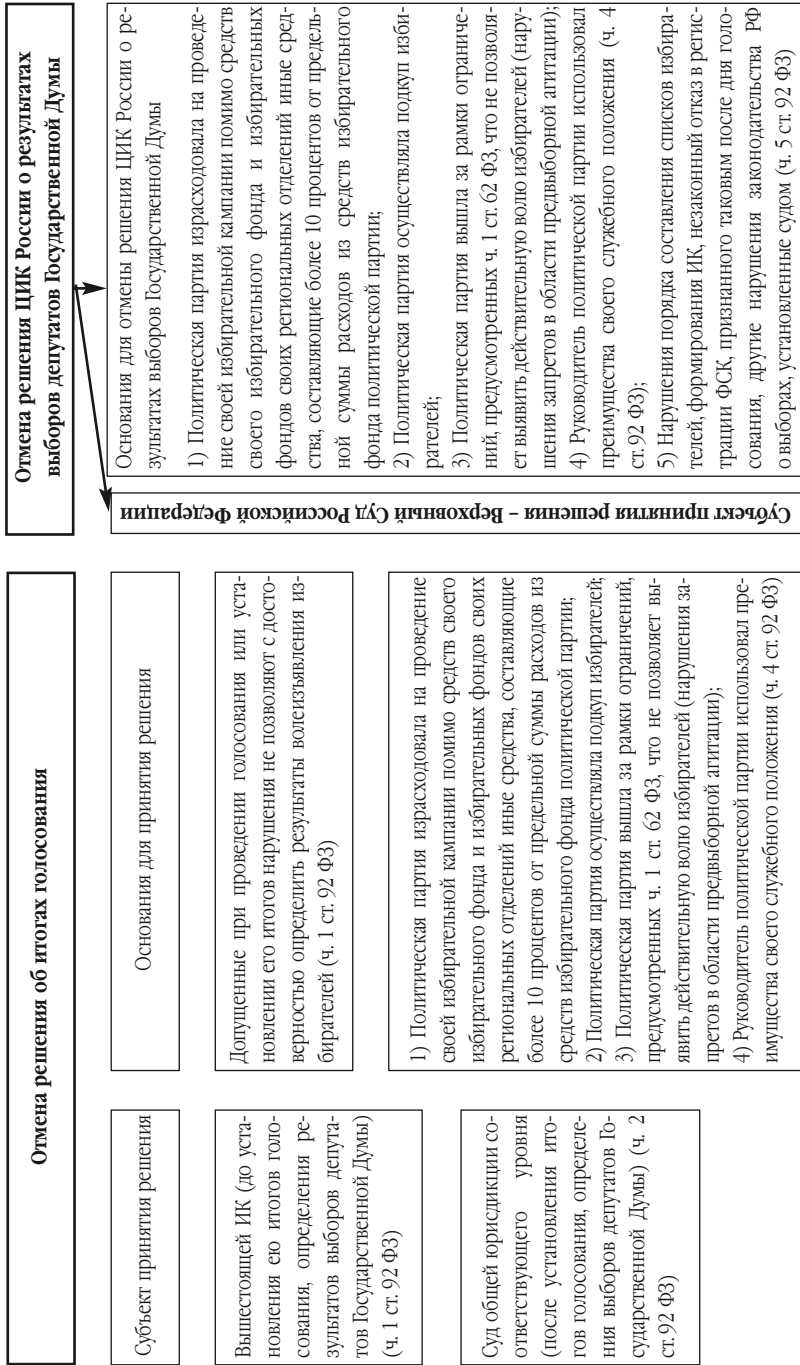 Отмена решения об итогах голосования
Субъект принятия решения
Основания для принятия решения
Вышестоящей ИК (до уста-
новления ею итогов голо-
сования, определения ре-
зультатов выборов депута-
тов Государственной Думы)
(ч. 1 ст. 92 ФЗ)
Допущенные при проведении голосования или уста-
новлении его итогов нарушения не позволяют с досто-
верностью определить результаты волеизъявления из-
бирателей (ч. 1 ст. 92 ФЗ)
Суд общей юрисдикции со-
ответствующего уровня
(после установления ито-
гов голосования, определе-
ния выборов депутатов Го-
сударственной Думы) (ч. 2
ст. 92 ФЗ)
1) Политическая партия израсходовала на проведение
своей избирательной кампании помимо средств своего
избирательного фонда и избирательных фондов своих
региональных отделений иные средства, составляющие
более 10 процентов от предельной суммы расходов из
средств избирательного фонда политической партии;
2) Политическая партия осуществляла подкуп избирателей;
3) Политическая партия вышла за рамки ограничений,
предусмотренных ч. 1 ст. 62 ФЗ, что не позволяет вы-
явить действительную волю избирателей (нарушения за-
претов в области предвыборной агитации);
4) Руководитель политической партии использовал пре-
имущества своего служебного положения (ч. 4 ст. 92 ФЗ)
Отмена решения ЦИК России о результатах
выборов депутатов Государственной Думы
Субъект принятия решения – Верховный Суд Российской Федерации
Основания для отмены решения ЦИК России о ре-
зультатах выборов Государственной Думы
1) Политическая партия израсходовала на проведе-
ние своей избирательной кампании помимо средств
своего избирательного фонда и избирательных
фондов своих региональных отделений иные сред-
ства, составляющие более 10 процентов от предель-
ной суммы расходов из средств избирательного
фонда политической партии;
2) Политическая партия осуществляла подкуп изби-
рателей;
3) Политическая партия вышла за рамки ограниче-
ний, предусмотренных ч. 1 ст. 62 ФЗ, что не позволя-
ет выявить действительную волю избирателей (нару-
шения запретов в области предвыборной агитации);
4) Руководитель политической партии использовал
преимущества своего служебного положения (ч. 4
ст. 92 ФЗ);
5) Нарушения порядка составления списков избира-
телей, формирования ИК, незаконный отказ в регис-
трации ФСК, признанного таковым после дня голо-
сования, другие нарушения законодательства РФ
о выборах, установленные судом (ч. 5 ст. 92 ФЗ)